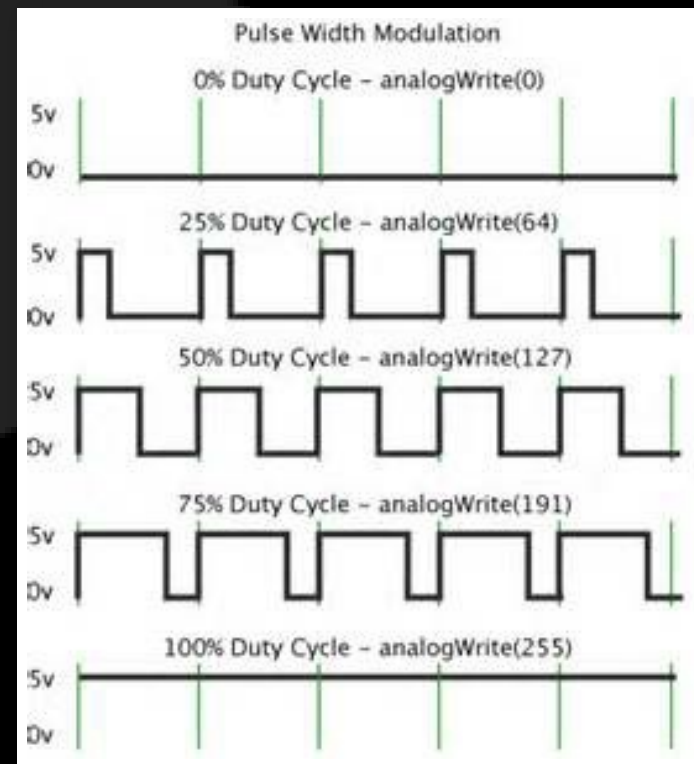 Pulse Width Modulation
0% Duty Cycle – analogWrite(0)
5v
0v
25% Duty Cycle – analogWrite(64)
5v
0v
50% Duty Cycle – analogWrite(127)
5v
0v
75% Duty Cycle – analogWrite(191)
5v
0v
100% Duty Cycle – analogWrite(255)
5v
0v